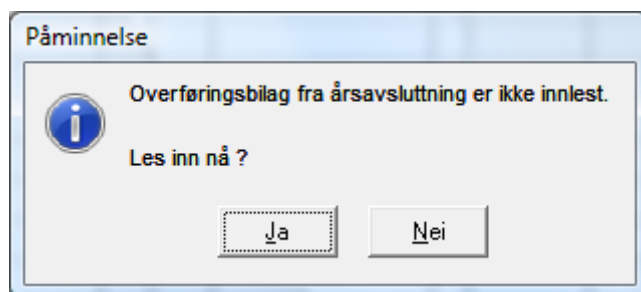 Påminnelse
Overføringsbilag fra årsavsluttning er ikke innlest.
Les inn nå ?
Ja
Nei